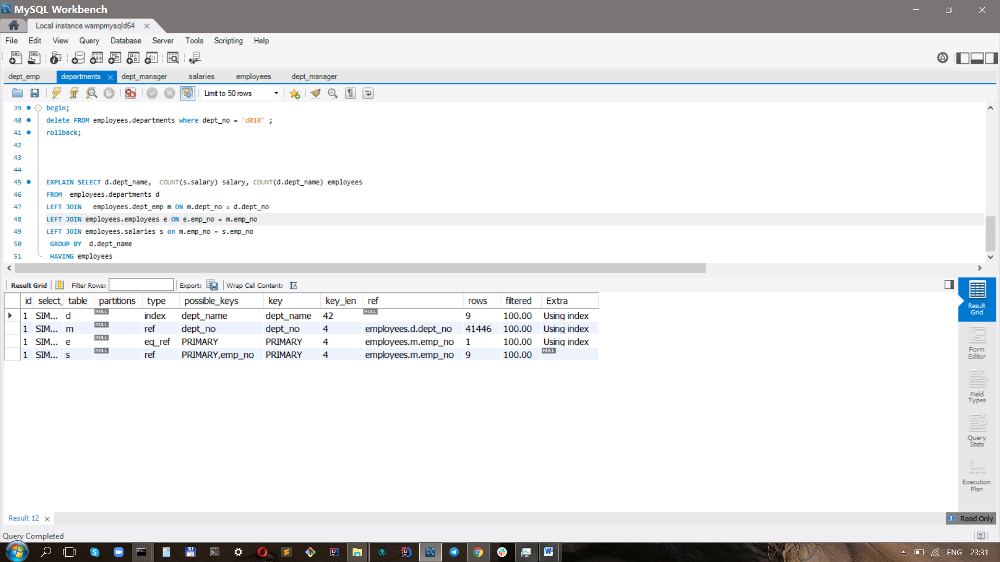 MySQL Workbench
Local instance wampmysqld64
File Edit View Query Database Server Tools Scripting Help
dept_emp departments dept_manager salaries employees dept_manager
Limit to 50 rows
39 begin;
40 delete FROM employees.departments where dept_no = 'd010' ;
41 rollback;
42
43
44
45 EXPLAIN SELECT d.dept_name, COUNT(s.salary) salary, COUNT(d.dept_name) employees
46 FROM employees.departments d
47 LEFT JOIN employees.dept_emp m ON m.dept_no = d.dept_no
48 LEFT JOIN employees.employees e ON e.emp_no = m.emp_no
49 LEFT JOIN employees.salaries s on m.emp_no = s.emp_no
50 GROUP BY d.dept_name
51 HAVING employees
Result Grid Filter Rows: Export: Wrap Cell Content:
id select_ table partitions type possible_keys key key_len ref rows filtered Extra
1 SIM... d NULL index dept_name dept_name 42 NULL 9 100.00 Using index
1 SIM... m NULL ref dept_no dept_no 4 employees.d.dept_no 41446 100.00 Using index
1 SIM... e NULL eq_ref PRIMARY PRIMARY 4 employees.m.emp_no 1 100.00 Using index
1 SIM... s NULL ref PRIMARY,emp_no PRIMARY 4 employees.m.emp_no 9 100.00 NULL
Result
Grid
Form
Editor
Field
Types
Query
Stats
Execution
Plan
Result 12
Read Only
Query Completed
ENG 23:31